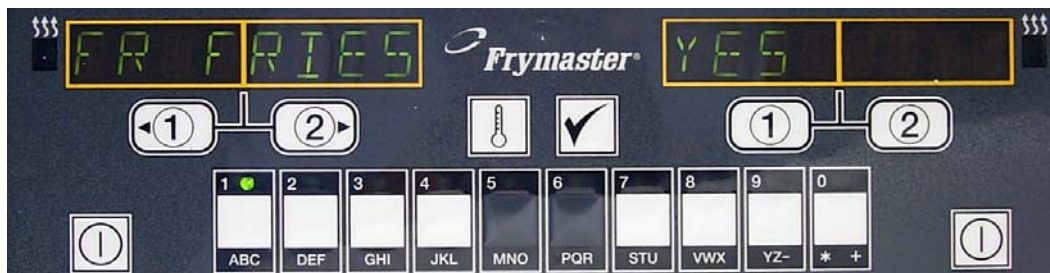 FR FRIES
Frymaster
YES
1 2
1 2
1 2 3 4 5 6 7 8 9 0
ABC DEF GHI JKL MNO PQR STU VWX YZ- * +